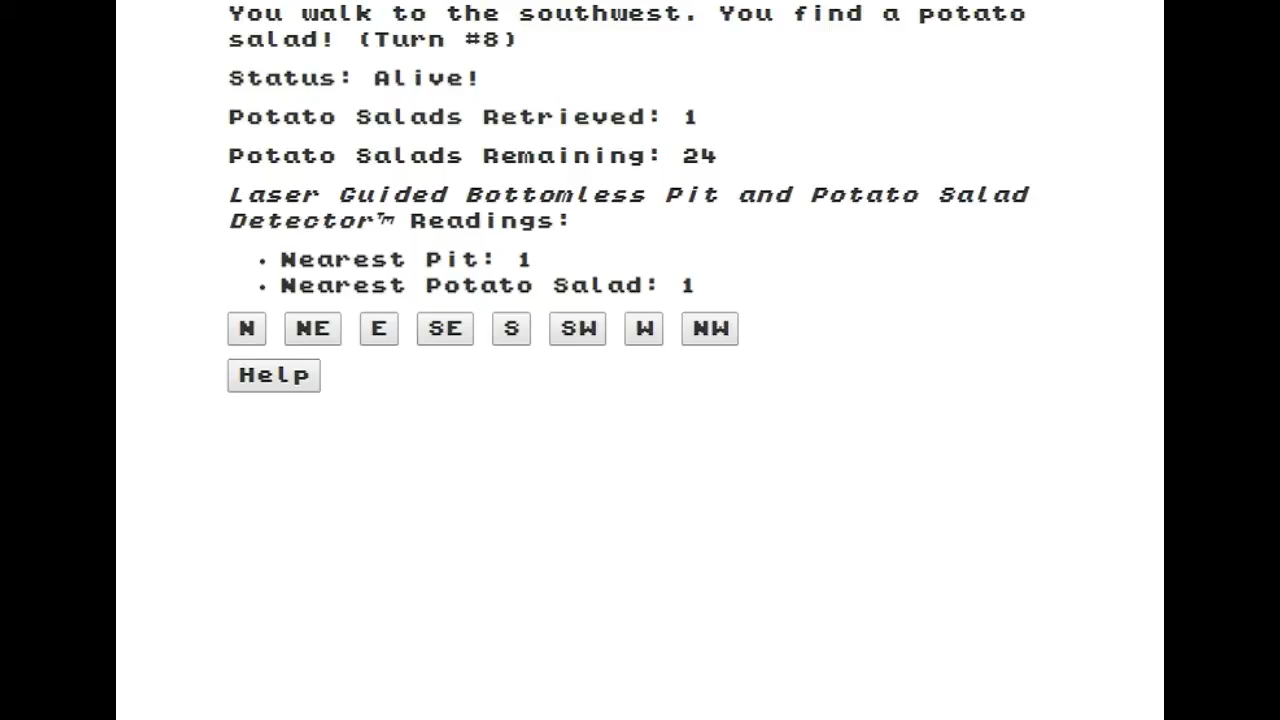 You walk to the southwest. You find a potato
salad! (Turn #8)
Status: Alive!
Potato Salads Retrieved: 1
Potato Salads Remaining: 24
Laser Guided Bottomless Pit and Potato Salad
Detector™ Readings:
• Nearest Pit: 1
• Nearest Potato Salad: 1
N NE E SE S SW W NW
Help